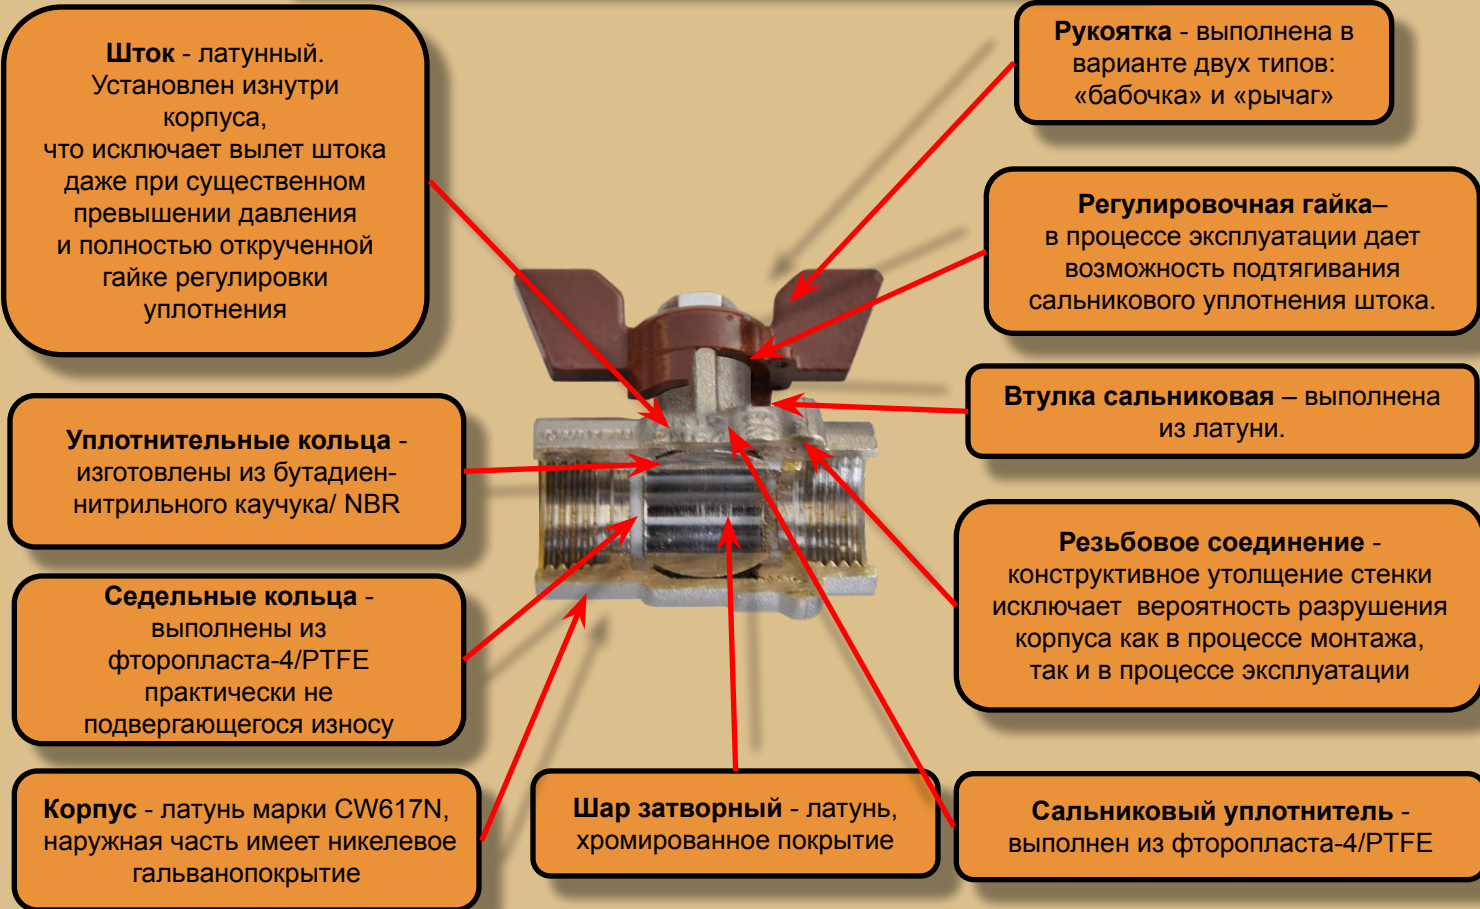 Шток - латунный.
Установлен изнутри
корпуса,
что исключает вылет штока
даже при существенном
превышении давления
и полностью открученной
гайке регулировки
уплотнения
Рукоятка - выполнена в
варианте двух типов:
«бабочка» и «рычаг»
Регулировочная гайка–
в процессе эксплуатации дает
возможность подтягивания
сальникового уплотнения штока.
Втулка сальниковая – выполнена
из латуни.
Уплотнительные кольца -
изготовлены из бутадиен-
нитрильного каучука/ NBR
Резьбовое соединение -
конструктивное утолщение стенки
исключает  вероятность разрушения
корпуса как в процессе монтажа,
так и в процессе эксплуатации
Седельные кольца -
выполнены из
фторопласта-4/PTFE
практически не
подвергающегося износу
Корпус - латунь марки CW617N,
наружная часть имеет никелевое
гальванопокрытие
Шар затворный - латунь,
хромированное покрытие
Сальниковый уплотнитель -
выполнен из фторопласта-4/PTFE